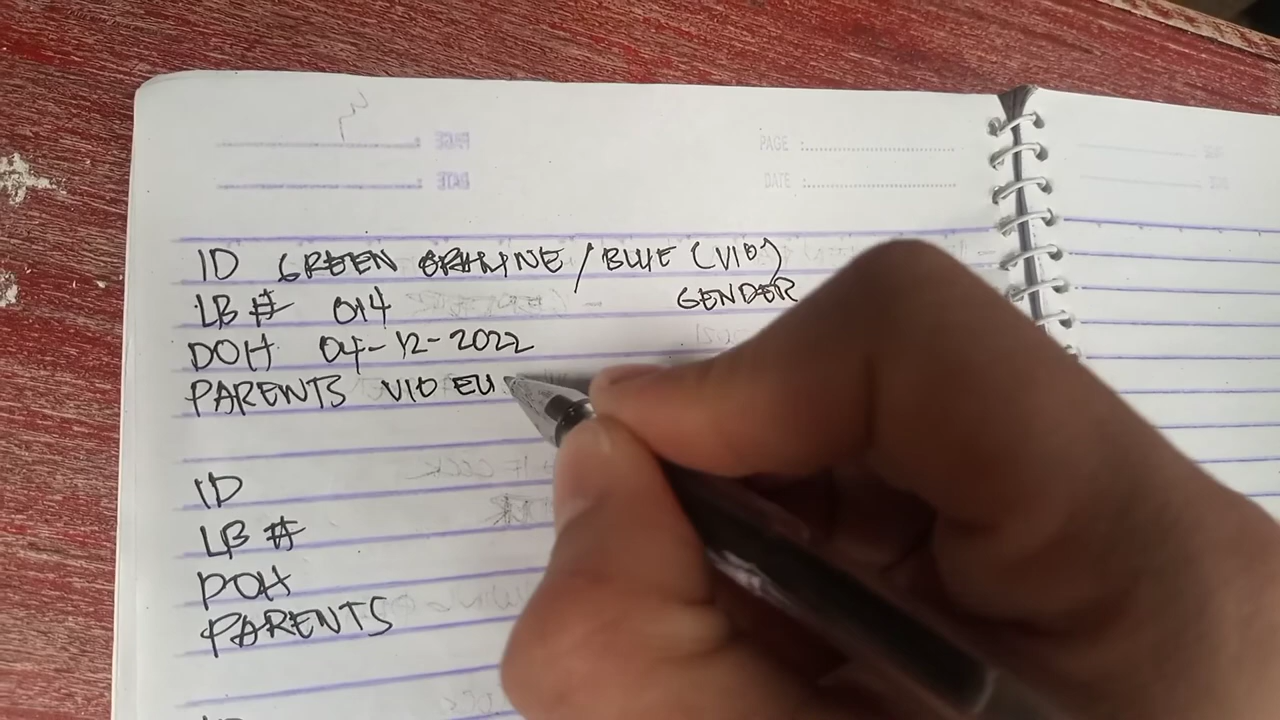 PAGE :
DATE :
ID GREEN OPALINE / BLUE (VIO)
LB # 014 GENDER
DOH 04-12-2022
PARENTS VIO EU
ID
LB #
DOH
PARENTS